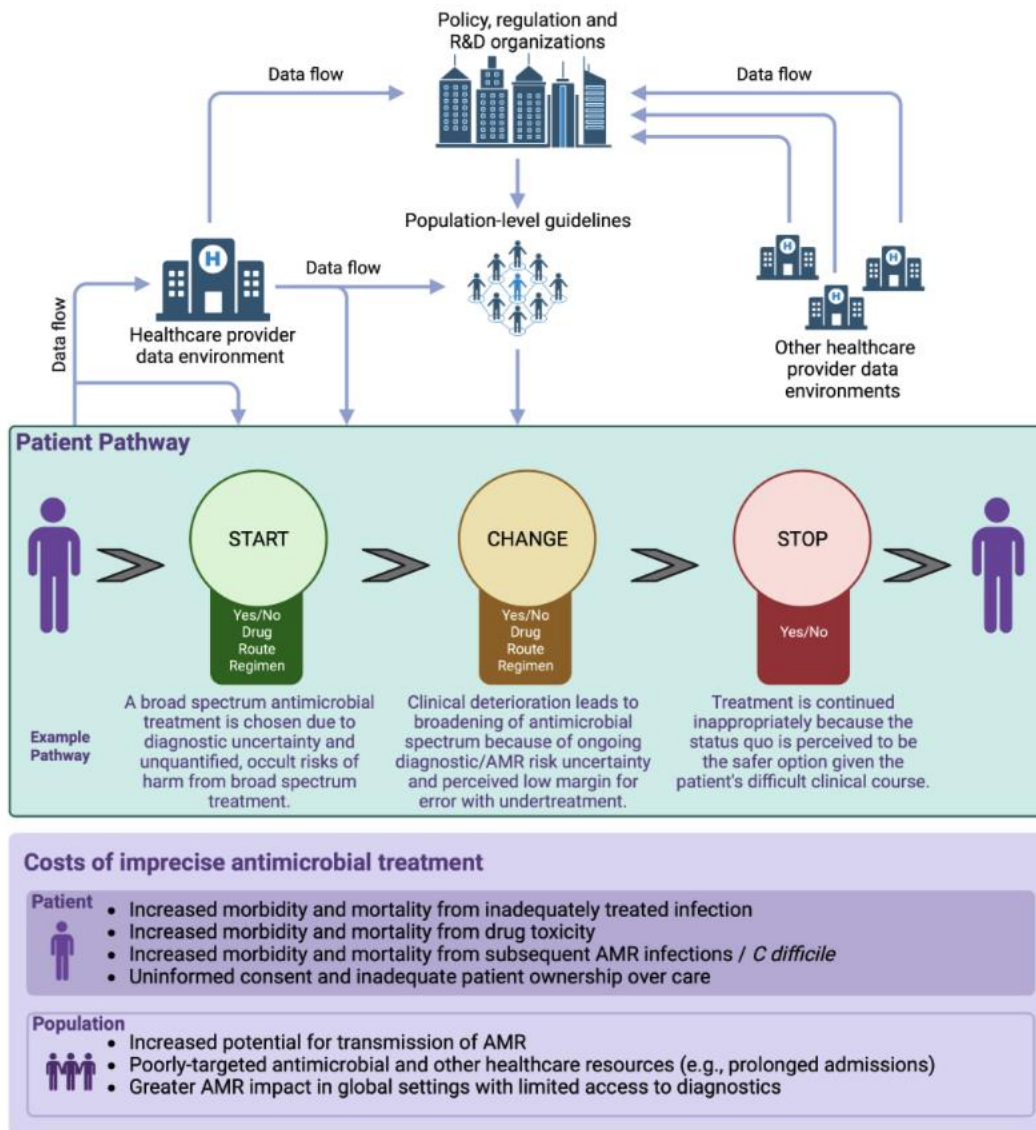 Policy, regulation and
R&D organizations
Data flow
Data flow
Population-level guidelines
H
Data flow
Data flow
Healthcare provider
data environment
H
H
H
Other healthcare
provider data
environments
Patient Pathway
START
CHANGE
STOP
Yes/No
Drug
Route
Regimen
Yes/No
Drug
Route
Regimen
Yes/No
Example
Pathway
A broad spectrum antimicrobial
treatment is chosen due to
diagnostic uncertainty and
unquantified, occult risks of
harm from broad spectrum
treatment.
Clinical deterioration leads to
broadening of antimicrobial
spectrum because of ongoing
diagnostic/AMR risk uncertainty
and perceived low margin for
error with undertreatment.
Treatment is continued
inappropriately because the
status quo is perceived to be
the safer option given the
patient's difficult clinical course.
Costs of imprecise antimicrobial treatment
Patient
• Increased morbidity and mortality from inadequately treated infection
• Increased morbidity and mortality from drug toxicity
• Increased morbidity and mortality from subsequent AMR infections / C difficile
• Uninformed consent and inadequate patient ownership over care
Population
• Increased potential for transmission of AMR
• Poorly-targeted antimicrobial and other healthcare resources (e.g., prolonged admissions)
• Greater AMR impact in global settings with limited access to diagnostics